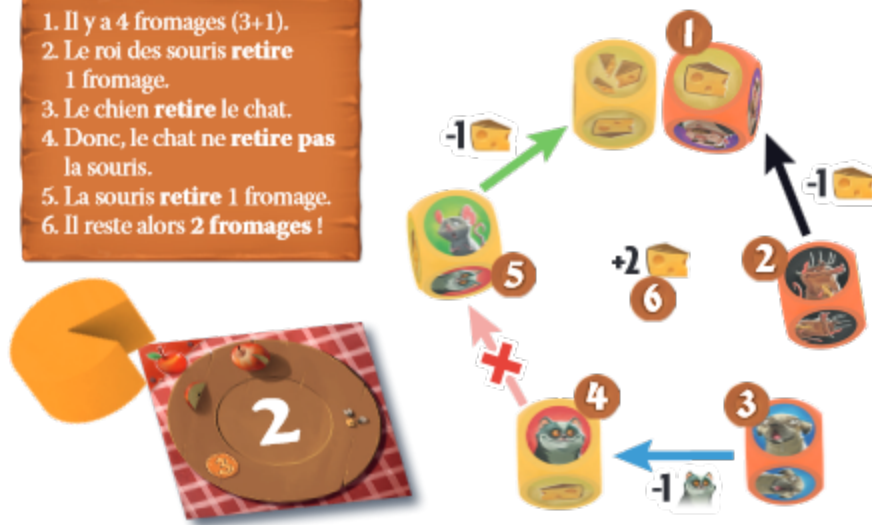 1. Il y a 4 fromages (3+1).
2. Le roi des souris retire
1 fromage.
3. Le chien retire le chat.
4. Donc, le chat ne retire pas
la souris.
5. La souris retire 1 fromage.
6. Il reste alors 2 fromages !
1
-1
-1
5
+2
6
2
2
4
3
-1